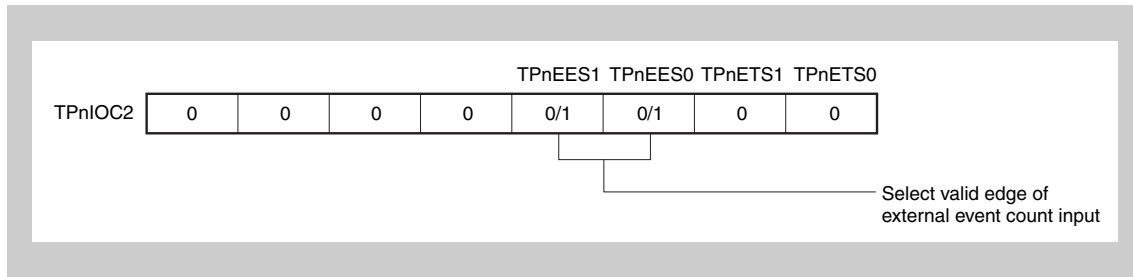 TPnEES1 TPnEES0 TPnETS1 TPnETS0
TPnIOC2 0 0 0 0 0/1 0/1 0 0
Select valid edge of
external event count input